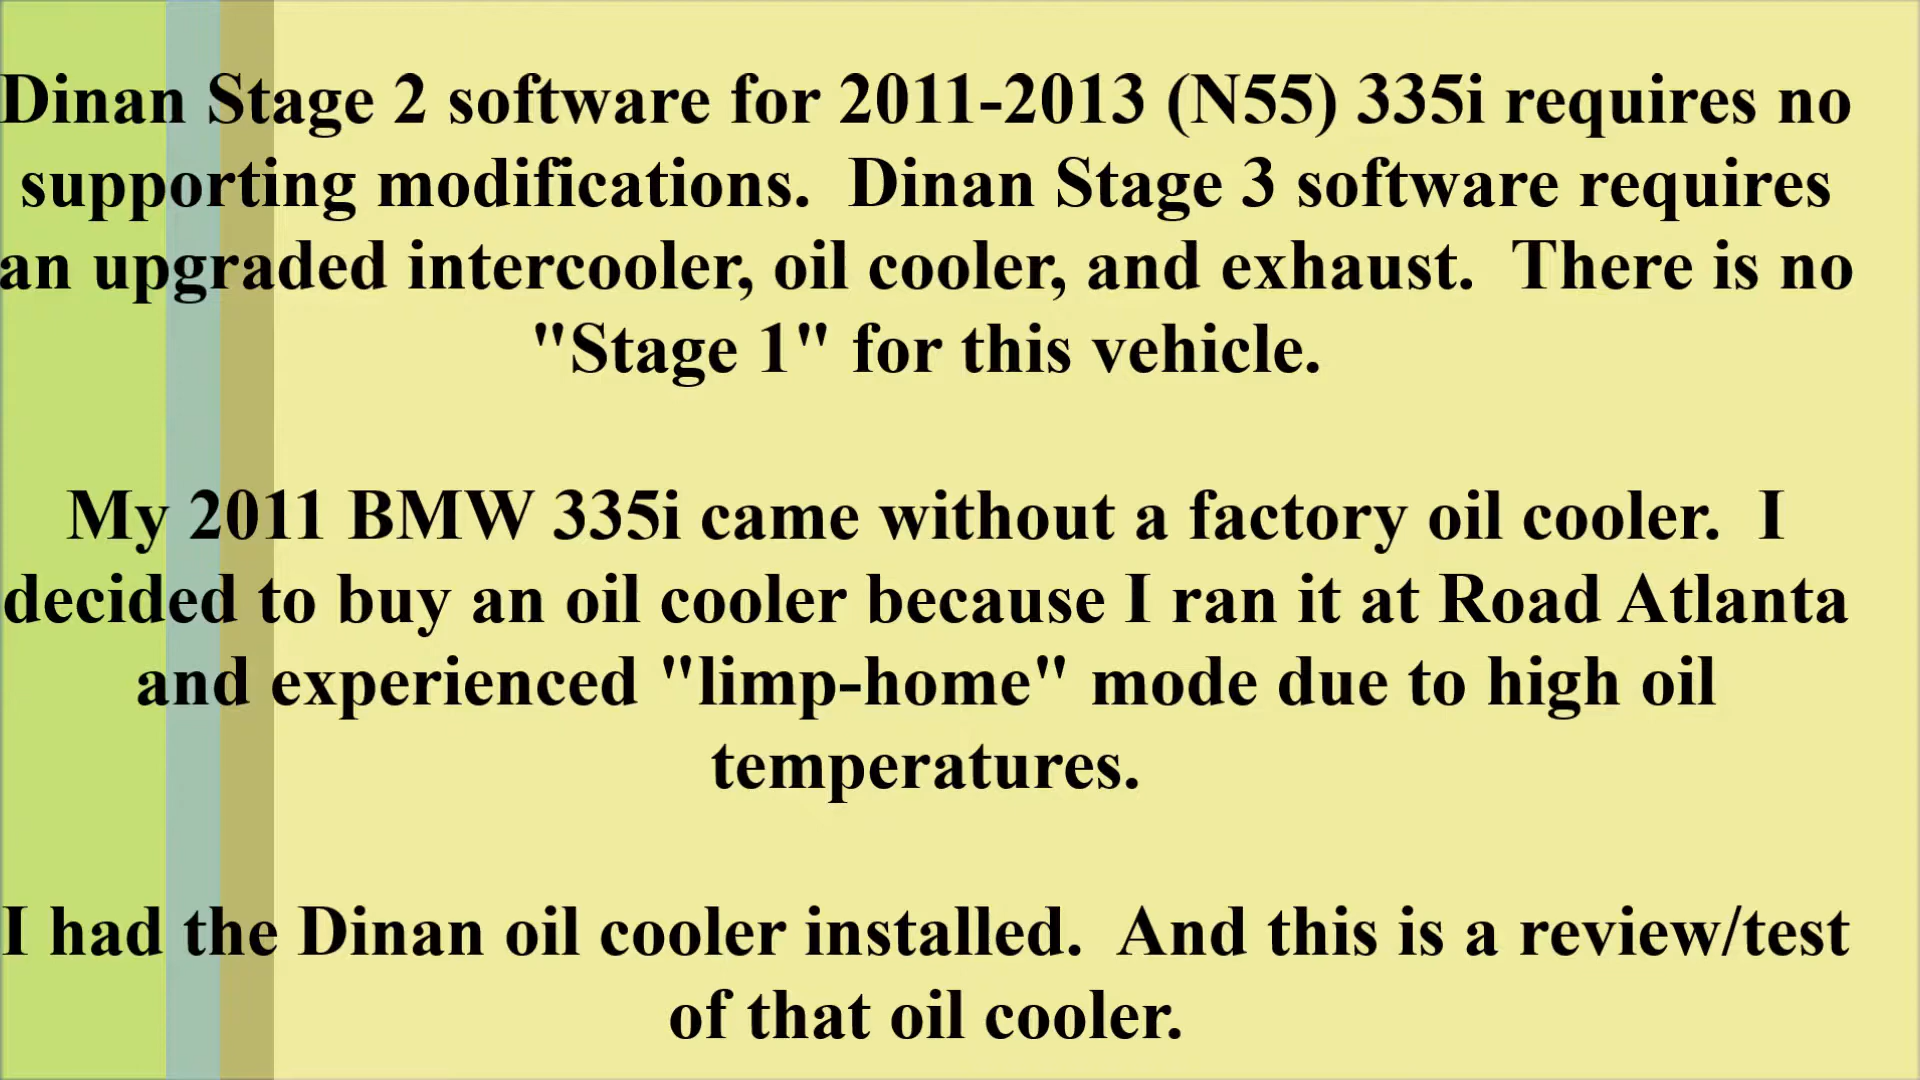 Dinan Stage 2 software for 2011-2013 (N55) 335i requires no
supporting modifications.  Dinan Stage 3 software requires
an upgraded intercooler, oil cooler, and exhaust.  There is no
"Stage 1" for this vehicle.
My 2011 BMW 335i came without a factory oil cooler.  I
decided to buy an oil cooler because I ran it at Road Atlanta
and experienced "limp-home" mode due to high oil
temperatures.
I had the Dinan oil cooler installed.  And this is a review/test
of that oil cooler.